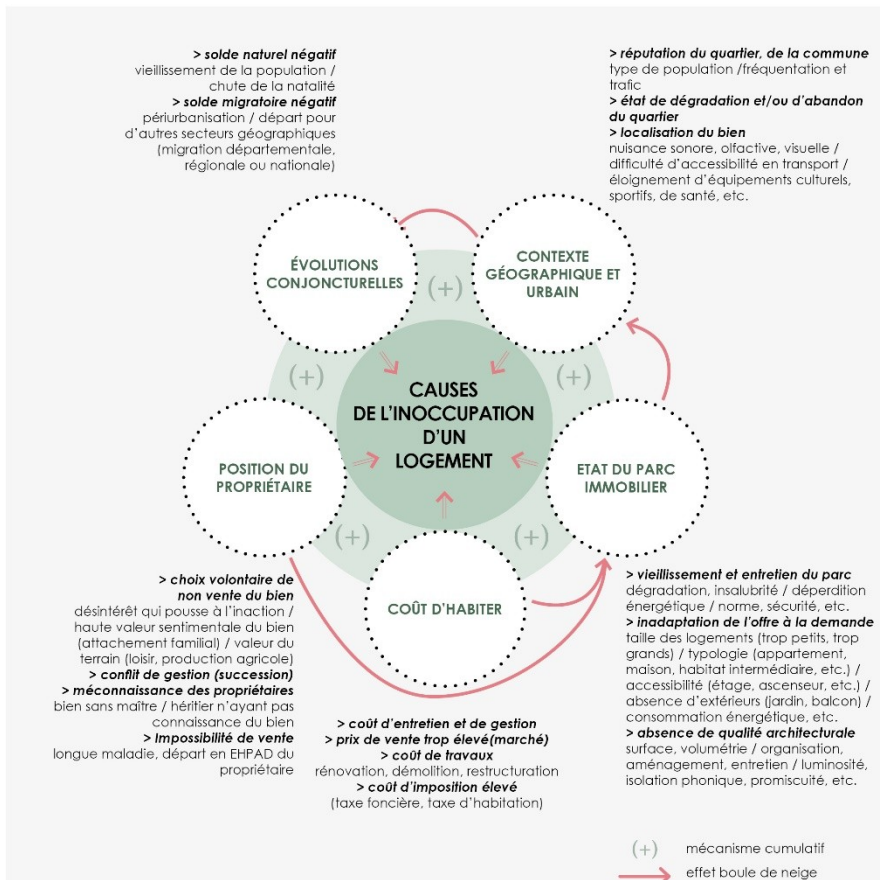 > solde naturel négatif
vieillissement de la population /
chute de la natalité
> solde migratoire négatif
périurbanisation / départ pour
d'autres secteurs géographiques
(migration départementale,
régionale ou nationale)
> réputation du quartier, de la commune
type de population /fréquentation et
trafic
> état de dégradation et/ou d'abandon
du quartier
> localisation du bien
nuisance sonore, olfactive, visuelle /
difficulté d'accessibilité en transport /
éloignement d'équipements culturels,
sportifs, de santé, etc.
ÉVOLUTIONS
CONJONCTURELLES
(+)
CONTEXTE
GÉOGRAPHIQUE ET
URBAIN
(+)
(+)
CAUSES
DE L'INOCCUPATION
D'UN
LOGEMENT
POSITION DU
PROPRIÉTAIRE
ETAT DU PARC
IMMOBILIER
(+)
(+)
COÛT D'HABITER
> choix volontaire de
non vente du bien
désintérêt qui pousse à l'inaction /
haute valeur sentimentale du bien
(attachement familial) / valeur du
terrain (loisir, production agricole)
> conflit de gestion (succession)
> méconnaissance des propriétaires
bien sans maître / héritier n'ayant pas
connaissance du bien
> Impossibilité de vente
longue maladie, départ en EHPAD du
propriétaire
> coût d'entretien et de gestion
> prix de vente trop élevé(marché)
> coût de travaux
rénovation, démolition, restructuration
> coût d'imposition élevé
(taxe foncière, taxe d'habitation)
> vieillissement et entretien du parc
dégradation, insalubrité / déperdition
énergétique / norme, sécurité, etc.
> inadaptation de l'offre à la demande
taille des logements (trop petits, trop
grands) / typologie (appartement,
maison, habitat intermédiaire, etc.) /
accessibilité (étage, ascenseur, etc.) /
absence d'extérieurs (jardin, balcon) /
consommation énergétique, etc.
> absence de qualité architecturale
surface, volumétrie / organisation,
aménagement, entretien / luminosité,
isolation phonique, promiscuité, etc.
(+) mécanisme cumulatif
effet boule de neige